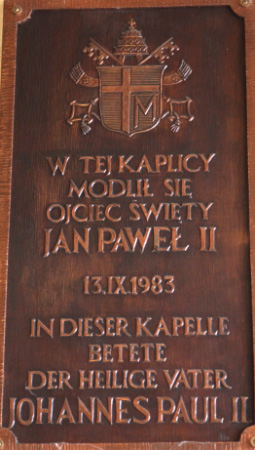 M
W TEJ KAPLICY
MODLIŁ SIĘ
OJCIEC ŚWIĘTY
JAN PAWEŁ II
13.IX.1983
IN DIESER KAPELLE
BETETE
DER HEILIGE VATER
JOHANNES PAUL II